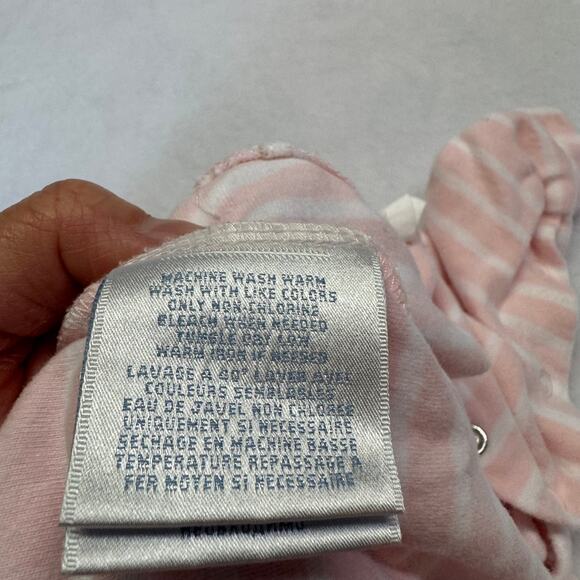 MACHINE WASH WARM
WASH WITH LIKE COLORS
ONLY NON CHLORINE
BLEACH WHEN NEEDED
TUMBLE DRY LOW
WARM IRON IF NEEDED
LAVAGE A 40° LAVER AVEC
COULEURS SEMBLABLES
EAU DE JAVEL NON CHLOREE
UNIQUEMENT SI NECESSAIRE
SECHAGE EN MACHINE BASSE
TEMPERATURE REPASSAGE A
FER MOYEN SI NECESSAIRE
НЕОБХОДИМО